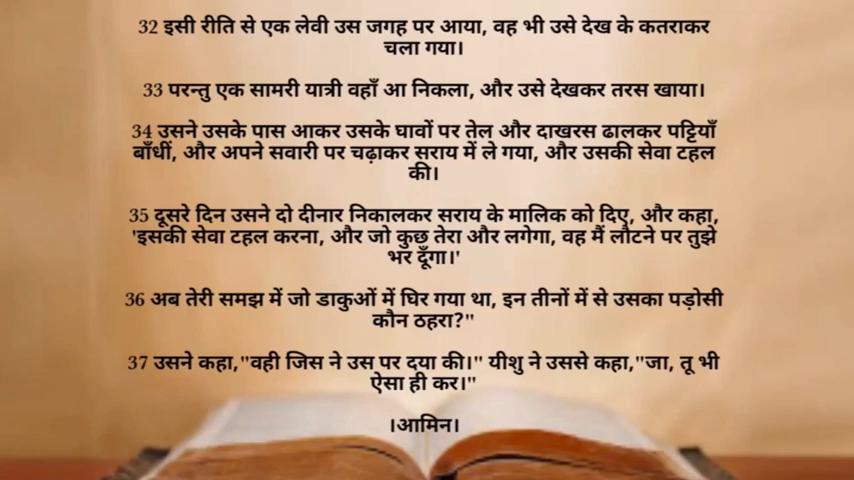 32 इसी रीति से एक लेवी उस जगह पर आया, वह भी उसे देख के कतराकर
चला गया।
33 परन्तु एक सामरी यात्री वहाँ आ निकला, और उसे देखकर तरस खाया।
34 उसने उसके पास आकर उसके घावों पर तेल और दाखरस ढालकर पट्टियाँ
बाँधीं, और अपने सवारी पर चढ़ाकर सराय में ले गया, और उसकी सेवा टहल
की।
35 दूसरे दिन उसने दो दीनार निकालकर सराय के मालिक को दिए, और कहा,
'इसकी सेवा टहल करना, और जो कुछ तेरा और लगेगा, वह मैं लौटने पर तुझे
भर दूँगा।'
36 अब तेरी समझ में जो डाकुओं में घिर गया था, इन तीनों में से उसका पड़ोसी
कौन ठहरा?"
37 उसने कहा,"वही जिस ने उस पर दया की।" यीशु ने उससे कहा,"जा, तू भी
ऐसा ही कर।"
।आमिन।